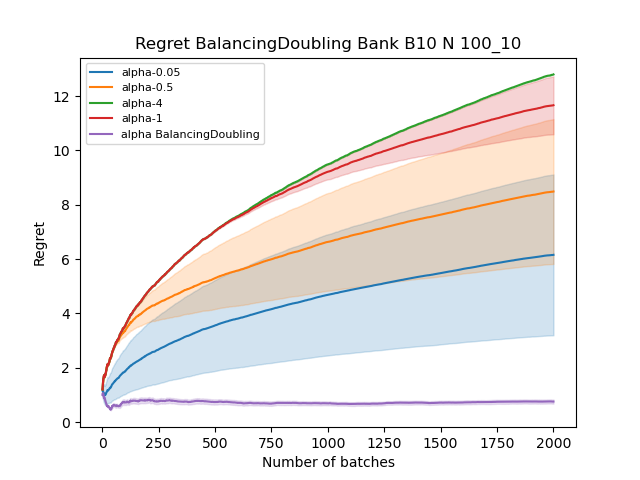 Regret BalancingDoubling Bank B10 N 100_10
alpha-0.05
alpha-0.5
alpha-4
alpha-1
alpha BalancingDoubling
Regret
12
10
8
6
4
2
0
0 250 500 750 1000 1250 1500 1750 2000
Number of batches